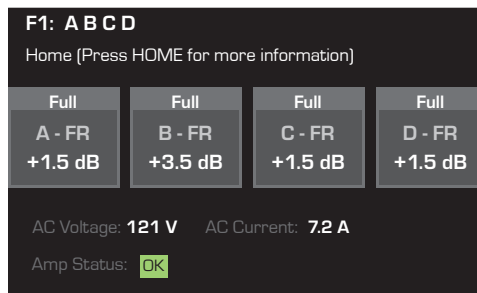 F1: A B C D
Home (Press HOME for more information)
Full Full Full Full
A - FR B - FR C - FR D - FR
+1.5 dB +3.5 dB +1.5 dB +1.5 dB
AC Voltage: 121 V AC Current: 7.2 A
Amp Status: OK